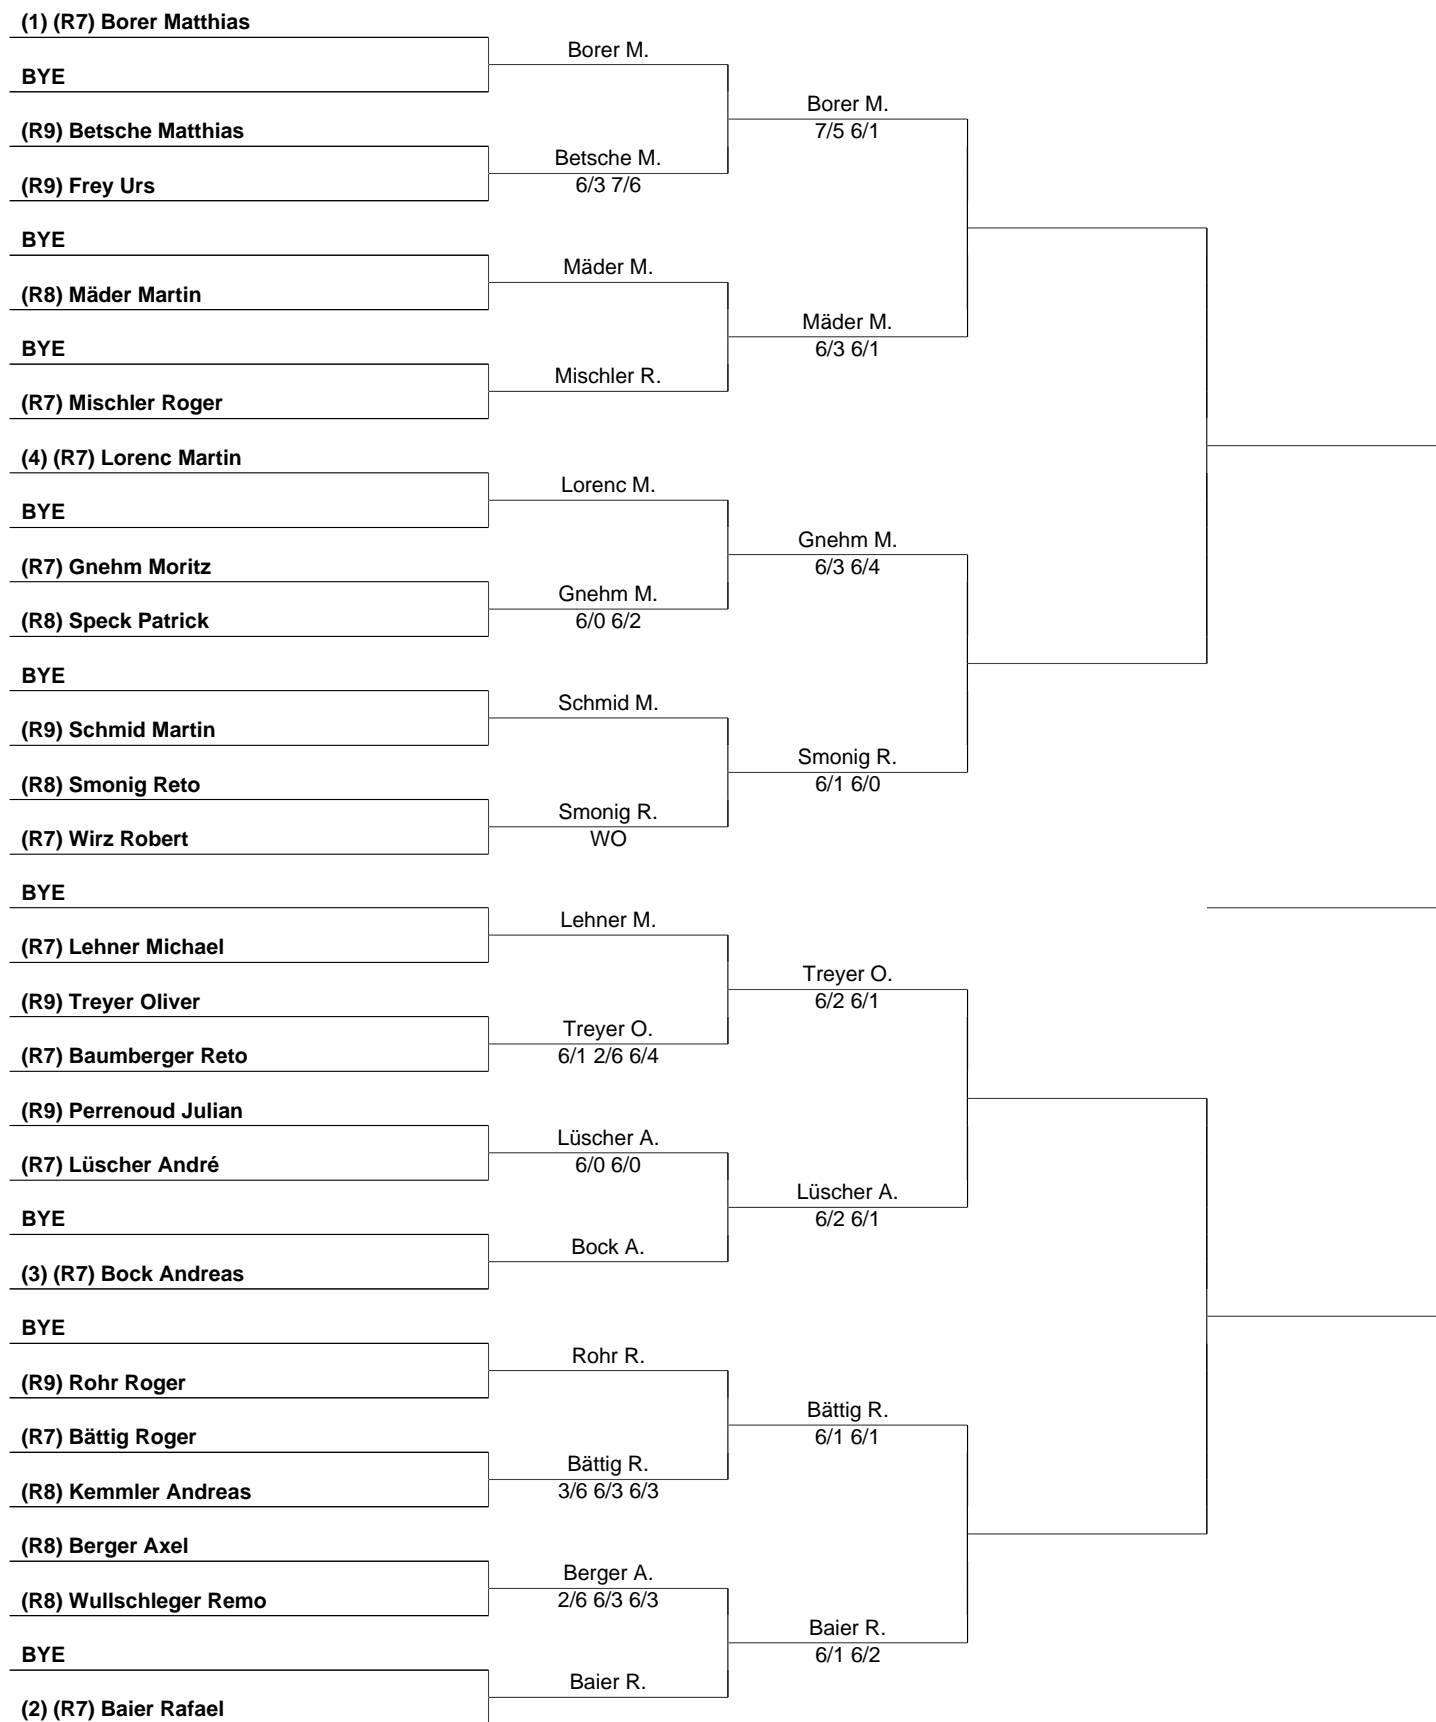 (1) (R7) Borer Matthias
BYE
(R9) Betsche Matthias
(R9) Frey Urs
BYE
(R8) Mäder Martin
BYE
(R7) Mischler Roger
(4) (R7) Lorenc Martin
BYE
(R7) Gnehm Moritz
(R8) Speck Patrick
BYE
(R9) Schmid Martin
(R8) Smonig Reto
(R7) Wirz Robert
BYE
(R7) Lehner Michael
(R9) Treyer Oliver
(R7) Baumberger Reto
(R9) Perrenoud Julian
(R7) Lüscher André
BYE
(3) (R7) Bock Andreas
BYE
(R9) Rohr Roger
(R7) Bättig Roger
(R8) Kemmler Andreas
(R8) Berger Axel
(R8) Wullschleger Remo
BYE
(2) (R7) Baier Rafael
Borer M.
Betsche M.
6/3 7/6
Mäder M.
Mischler R.
Lorenc M.
Gnehm M.
6/0 6/2
Schmid M.
Smonig R.
WO
Lehner M.
Treyer O.
6/1 2/6 6/4
Lüscher A.
6/0 6/0
Bock A.
Rohr R.
Bättig R.
3/6 6/3 6/3
Berger A.
2/6 6/3 6/3
Baier R.
Borer M.
7/5 6/1
Mäder M.
6/3 6/1
Gnehm M.
6/3 6/4
Smonig R.
6/1 6/0
Treyer O.
6/2 6/1
Lüscher A.
6/2 6/1
Bättig R.
6/1 6/1
Baier R.
6/1 6/2